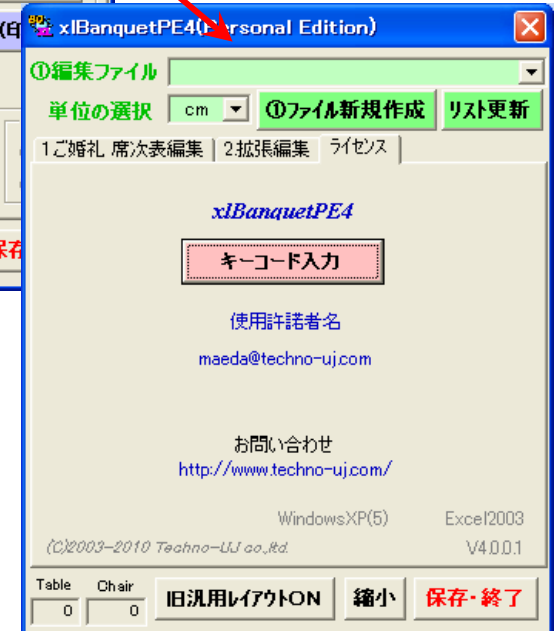 (印
xlBanquetPE4(Personal Edition)
①編集ファイル
単位の選択 cm ①ファイル新規作成 リスト更新
1.ご婚礼 席次表編集 2.拡張編集 ライセンス
xlBanquetPE4
保存
キーコード入力
使用許諾者名
maeda@techno-uj.com
お問い合わせ
http://www.techno-uj.com/
WindowsXP(5) Excel2003
(C)2003-2010 Techno-UJ co.,ltd. V4.0.0.1
Table Chair
0 0 旧汎用レイアウトON 縮小 保存・終了